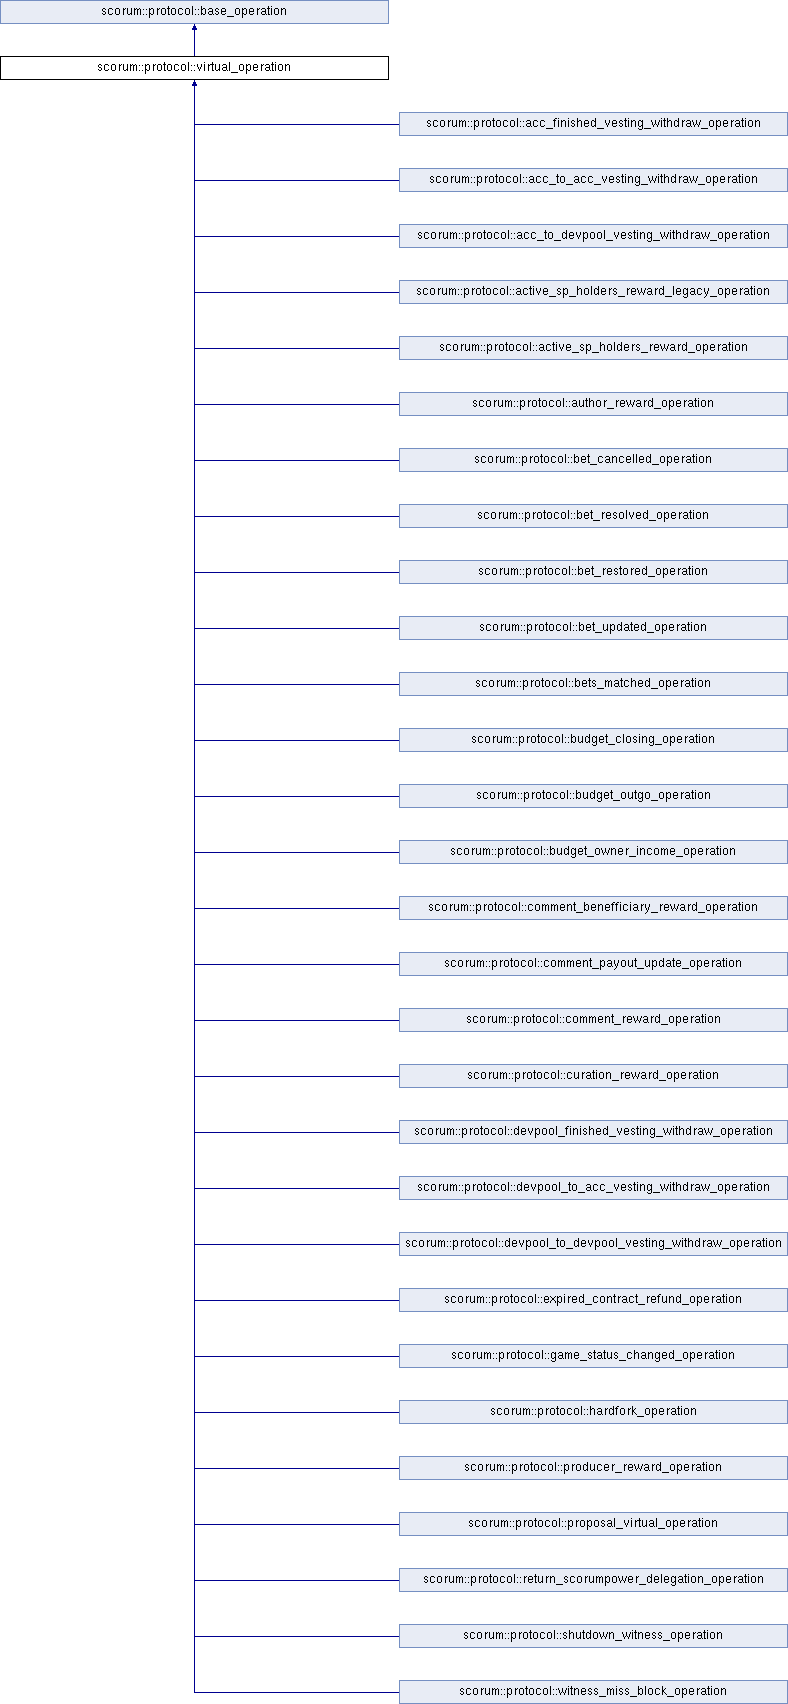 scorum::protocol::base_operation
scorum::protocol::virtual_operation
scorum::protocol::acc_finished_vesting_withdraw_operation
scorum::protocol::acc_to_acc_vesting_withdraw_operation
scorum::protocol::acc_to_devpool_vesting_withdraw_operation
scorum::protocol::active_sp_holders_reward_legacy_operation
scorum::protocol::active_sp_holders_reward_operation
scorum::protocol::author_reward_operation
scorum::protocol::bet_cancelled_operation
scorum::protocol::bet_resolved_operation
scorum::protocol::bet_restored_operation
scorum::protocol::bet_updated_operation
scorum::protocol::bets_matched_operation
scorum::protocol::budget_closing_operation
scorum::protocol::budget_outgo_operation
scorum::protocol::budget_owner_income_operation
scorum::protocol::comment_benefficiary_reward_operation
scorum::protocol::comment_payout_update_operation
scorum::protocol::comment_reward_operation
scorum::protocol::curation_reward_operation
scorum::protocol::devpool_finished_vesting_withdraw_operation
scorum::protocol::devpool_to_acc_vesting_withdraw_operation
scorum::protocol::devpool_to_devpool_vesting_withdraw_operation
scorum::protocol::expired_contract_refund_operation
scorum::protocol::game_status_changed_operation
scorum::protocol::hardfork_operation
scorum::protocol::producer_reward_operation
scorum::protocol::proposal_virtual_operation
scorum::protocol::return_scorumpower_delegation_operation
scorum::protocol::shutdown_witness_operation
scorum::protocol::witness_miss_block_operation